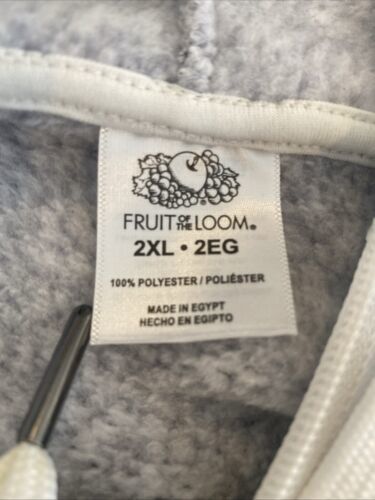 FRUIT OF THE LOOM®
2XL • 2EG
100% POLYESTER / POLIÉSTER
MADE IN EGYPT
HECHO EN EGIPTO